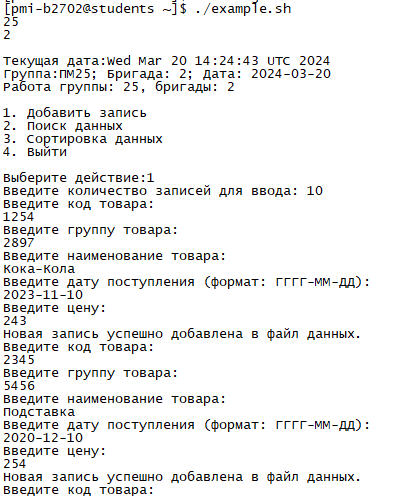 [pmi-b2702@students ~]$ ./example.sh
25
2
Текущая дата:Wed Mar 20 14:24:43 UTC 2024
Группа:ПМ25; Бригада: 2; Дата: 2024-03-20
Работа группы: 25, бригады: 2
1. Добавить запись
2. Поиск данных
3. Сортировка данных
4. Выйти
Выберите действие:1
Введите количество записей для ввода: 10
Введите код товара:
1254
Введите группу товара:
2897
Введите наименование товара:
Кока-Кола
Введите дату поступления (формат: ГГГГ-ММ-ДД):
2023-11-10
Введите цену:
243
Новая запись успешно добавлена в файл данных.
Введите код товара:
2345
Введите группу товара:
5456
Введите наименование товара:
Подставка
Введите дату поступления (формат: ГГГГ-ММ-ДД):
2020-12-10
Введите цену:
254
Новая запись успешно добавлена в файл данных.
Введите код товара: